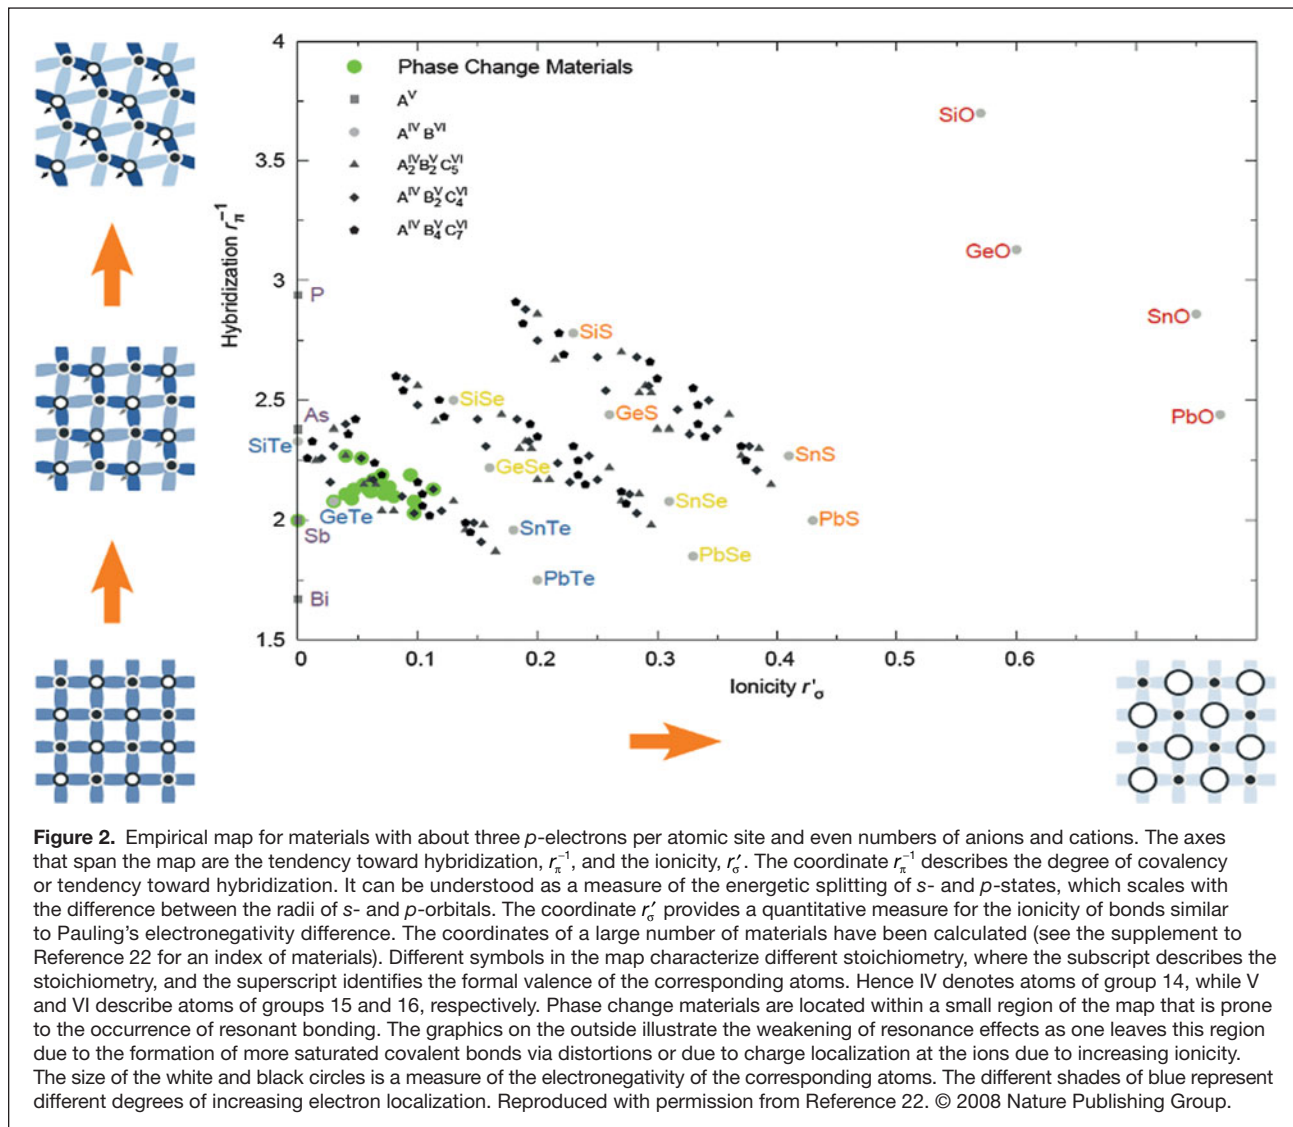 4
3.5
3
2.5
2
1.5
Hybridization r_π^−1
Phase Change Materials
A^V
A^IV B^VI
A_2^IV B_2^V C_5^VI
A^IV B_2^V C_4^VI
A^IV B_4^V C_7^VI
SiO
GeO
SnO
PbO
P
SiS
SiSe
As
GeS
SiTe
GeSe
SnS
SnSe
GeTe
Sb
SnTe
PbS
PbSe
PbTe
Bi
0 0.1 0.2 0.3 0.4 0.5 0.6
Ionicity r'_σ
Figure 2. Empirical map for materials with about three p-electrons per atomic site and even numbers of anions and cations. The axes
that span the map are the tendency toward hybridization, r_π^−1, and the ionicity, r_σ′. The coordinate r_π^−1 describes the degree of covalency
or tendency toward hybridization. It can be understood as a measure of the energetic splitting of s- and p-states, which scales with
the difference between the radii of s- and p-orbitals. The coordinate r_σ′ provides a quantitative measure for the ionicity of bonds similar
to Pauling's electronegativity difference. The coordinates of a large number of materials have been calculated (see the supplement to
Reference 22 for an index of materials). Different symbols in the map characterize different stoichiometry, where the subscript describes the
stoichiometry, and the superscript identifies the formal valence of the corresponding atoms. Hence IV denotes atoms of group 14, while V
and VI describe atoms of groups 15 and 16, respectively. Phase change materials are located within a small region of the map that is prone
to the occurrence of resonant bonding. The graphics on the outside illustrate the weakening of resonance effects as one leaves this region
due to the formation of more saturated covalent bonds via distortions or due to charge localization at the ions due to increasing ionicity.
The size of the white and black circles is a measure of the electronegativity of the corresponding atoms. The different shades of blue represent
different degrees of increasing electron localization. Reproduced with permission from Reference 22. © 2008 Nature Publishing Group.